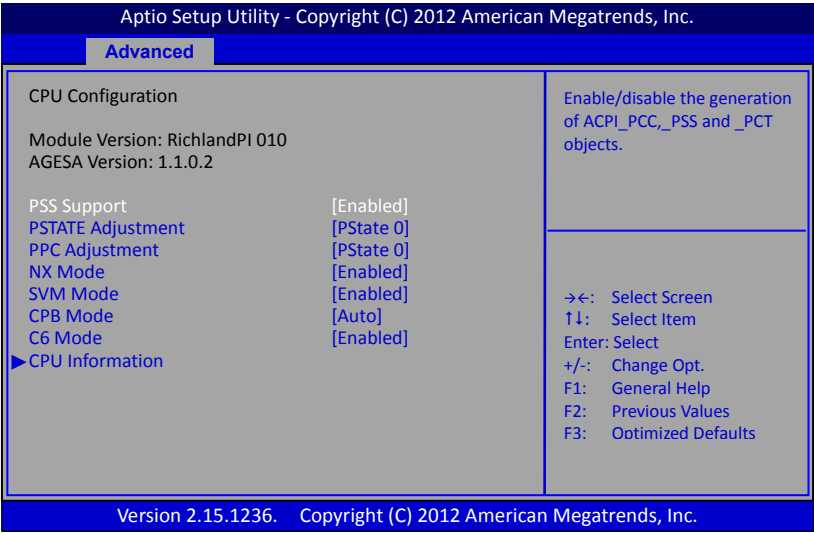 Aptio Setup Utility - Copyright (C) 2012 American Megatrends, Inc.
Advanced
CPU Configuration
Module Version: RichlandPI 010
AGESA Version: 1.1.0.2
PSS Support [Enabled]
PSTATE Adjustment [PState 0]
PPC Adjustment [PState 0]
NX Mode [Enabled]
SVM Mode [Enabled]
CPB Mode [Auto]
C6 Mode [Enabled]
▶CPU Information
Enable/disable the generation
of ACPI_PCC,_PSS and _PCT
objects.
→←: Select Screen
↑↓: Select Item
Enter: Select
+/-: Change Opt.
F1: General Help
F2: Previous Values
F3: Optimized Defaults
Version 2.15.1236. Copyright (C) 2012 American Megatrends, Inc.